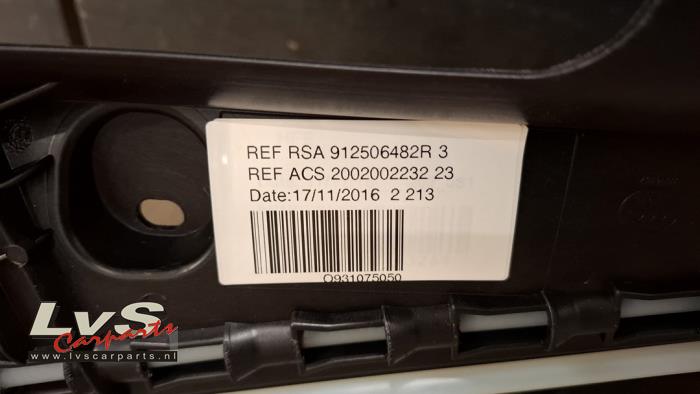 REF RSA 912506482R 3
REF ACS 2002002232 23
Date:17/11/2016 2 213
O931075050
LvS
Carparts
www.lvscarparts.nl